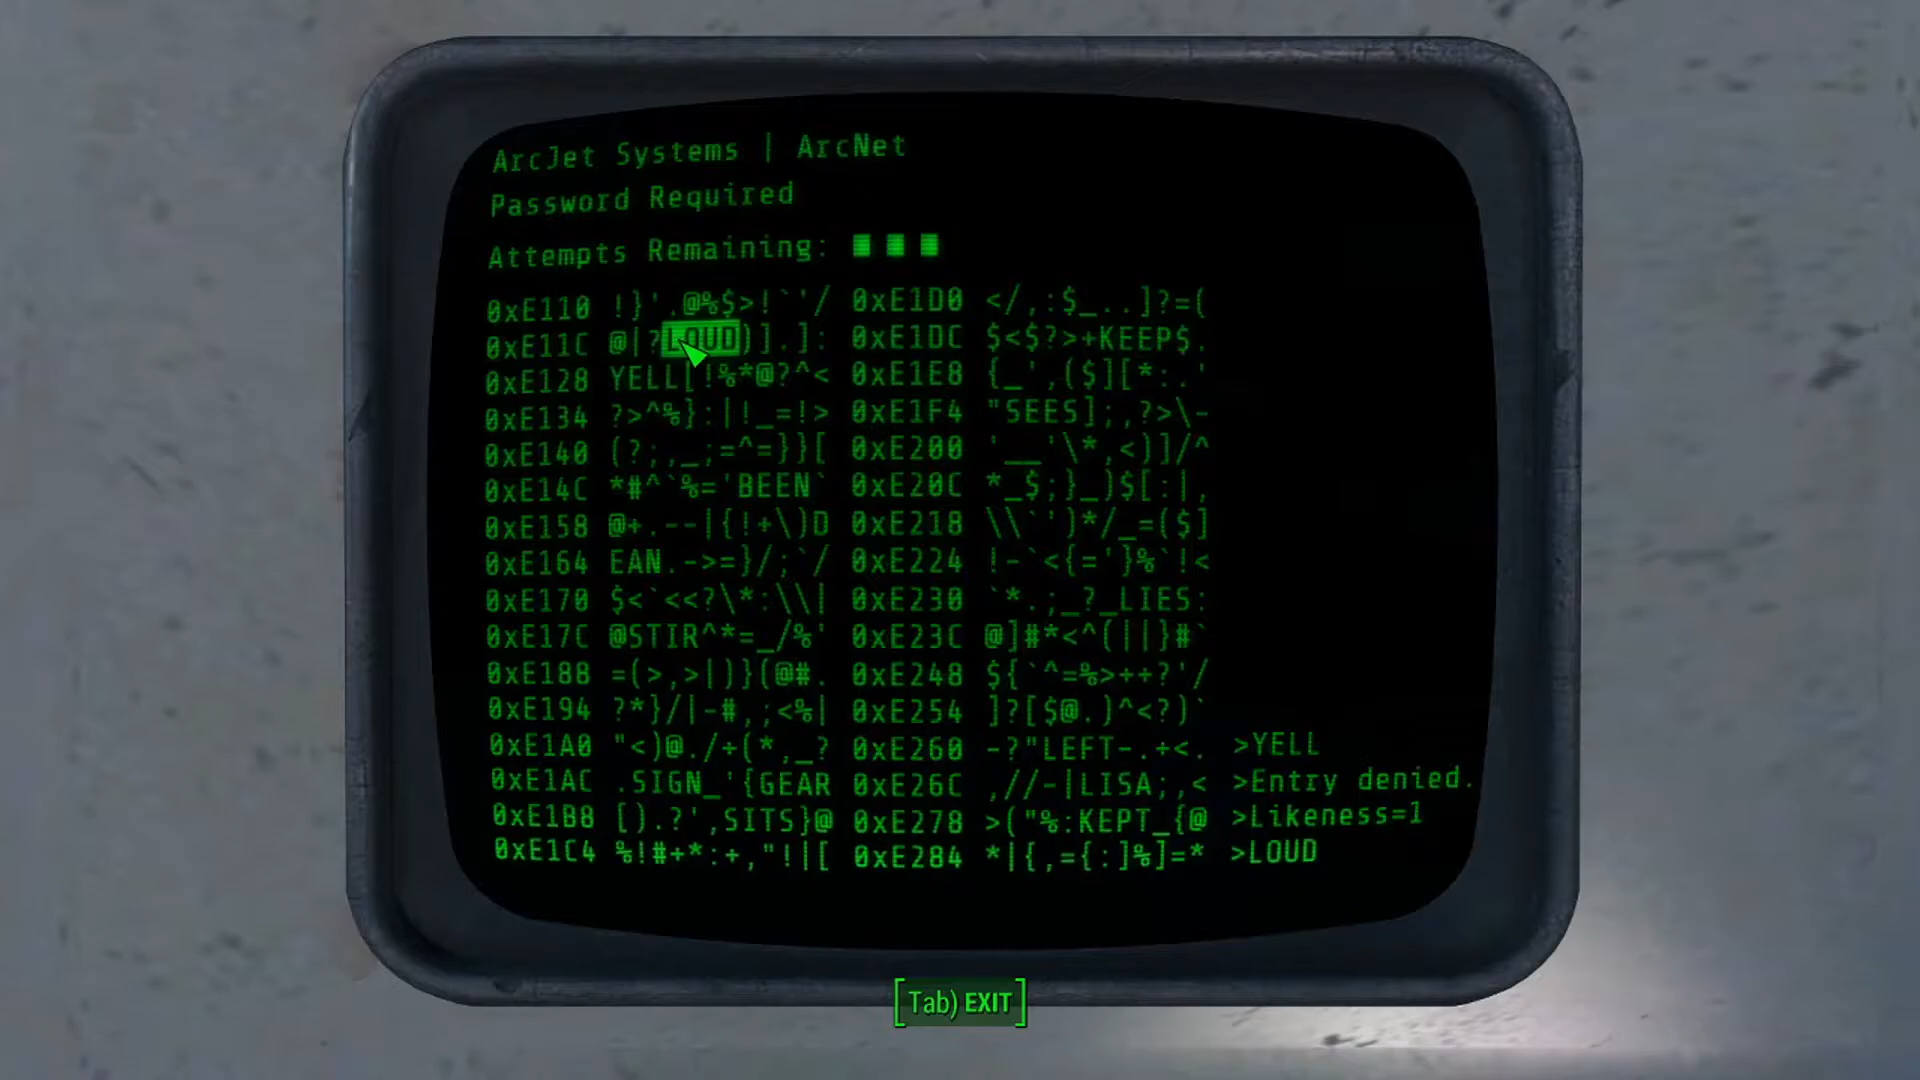 ArcJet Systems | ArcNet
Password Required
Attempts Remaining:
0xE110 !}'.@%$>!`'/ 0xE1D0 </,:$_..]?=(
0xE11C @|?LOUD)].]: 0xE1DC $<$?>+KEEP$.
0xE128 YELL[!%*@?^< 0xE1E8 {_',($][*:.'
0xE134 ?>^%}:|!_=!> 0xE1F4 "SEES];,?>\-
0xE140 (?;,_;=^=}}[ 0xE200 '__'\*,<)]/^
0xE14C *#^`%='BEEN` 0xE20C *_$;}_)$[:|,
0xE158 @+.--|{!+\)D 0xE218 \\`')*/_=($]
0xE164 EAN.->=}/;`/ 0xE224 !-`<{='}%`!<
0xE170 $<`<<?\*:\\| 0xE230 `*.;_?_LIES:
0xE17C @STIR^*=_/%' 0xE23C @]#*<^(||}#`
0xE188 =(>,>|)}(@#. 0xE248 ${`^=%>++?'/
0xE194 ?*}/|-#,;<%| 0xE254 ]?[$@.)^<?)`
0xE1A0 "<)@./+(*,_? 0xE260 -?"LEFT-.+<. >YELL
0xE1AC .SIGN_'{GEAR 0xE26C ,//-|LISA;,< >Entry denied.
0xE1B8 [).?',SITS}@ 0xE278 >("%:KEPT_{@ >Likeness=1
0xE1C4 %!#+*:+,"!|[ 0xE284 *|{,={:]%]=* >LOUD
[Tab) EXIT]